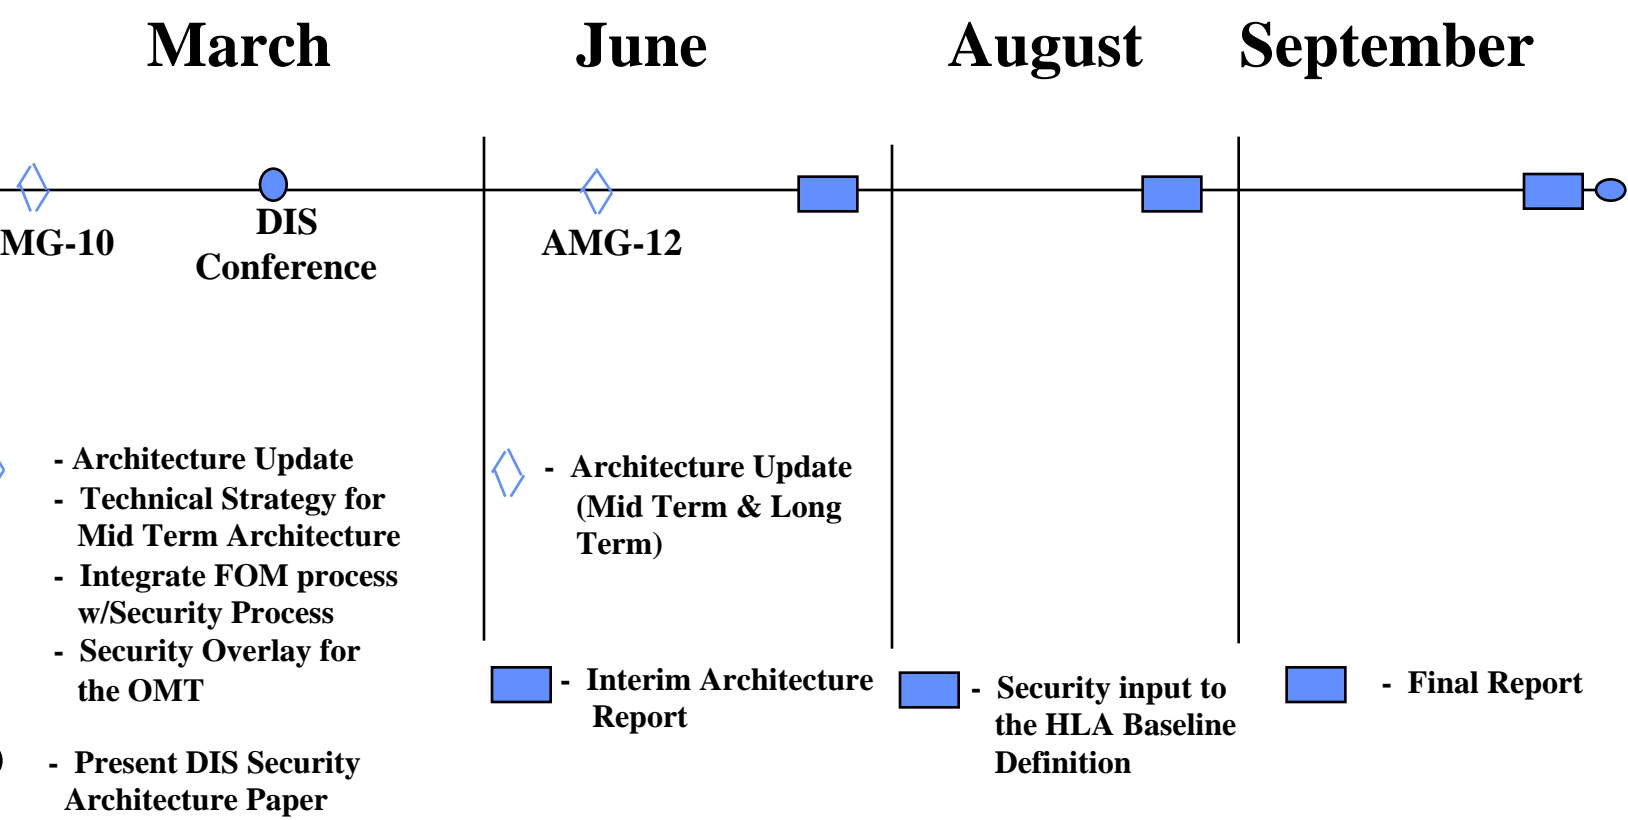 March
June
August
September
MG-10
DIS
Conference
AMG-12
- Architecture Update
- Technical Strategy for
Mid Term Architecture
- Integrate FOM process
w/Security Process
- Security Overlay for
the OMT
- Present DIS Security
Architecture Paper
- Architecture Update
(Mid Term & Long
Term)
- Interim Architecture
Report
- Security input to
the HLA Baseline
Definition
- Final Report